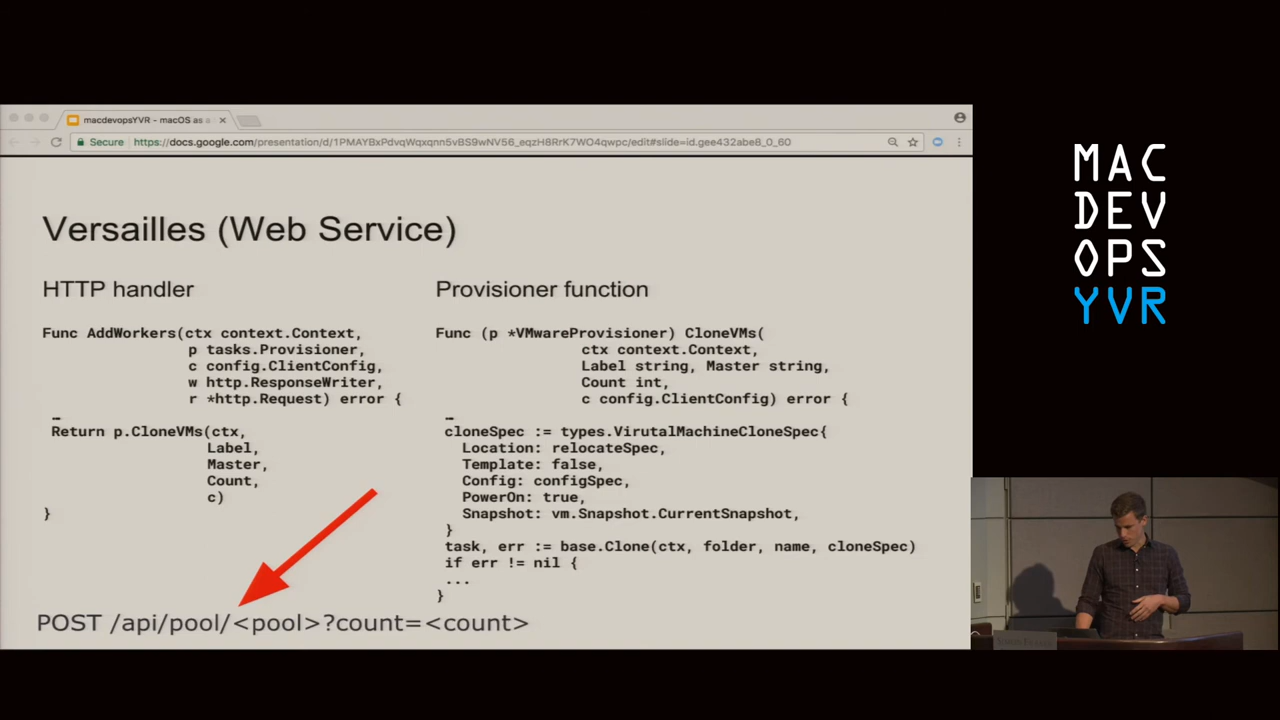 macdevopsYVR - macOS as a
Secure
https://docs.google.com/presentation/d/1PMAYBxPdvqWqxqnn5vBS9wNV56_eqzH8RrK7WO4qwpc/edit#slide=id.gee432abe8_0_60
Versailles (Web Service)
HTTP handler
Func AddWorkers(ctx context.Context,
p tasks.Provisioner,
c config.ClientConfig,
w http.ResponseWriter,
r *http.Request) error {
…
Return p.CloneVMs(ctx,
Label,
Master,
Count,
c)
}
Provisioner function
Func (p *VMwareProvisioner) CloneVMs(
ctx context.Context,
Label string, Master string,
Count int,
c config.ClientConfig) error {
…
cloneSpec := types.VirutalMachineCloneSpec{
Location: relocateSpec,
Template: false,
Config: configSpec,
PowerOn: true,
Snapshot: vm.Snapshot.CurrentSnapshot,
}
task, err := base.Clone(ctx, folder, name, cloneSpec)
if err != nil {
...
}
POST /api/pool/<pool>?count=<count>
MAC
DEV
OPS
YVR